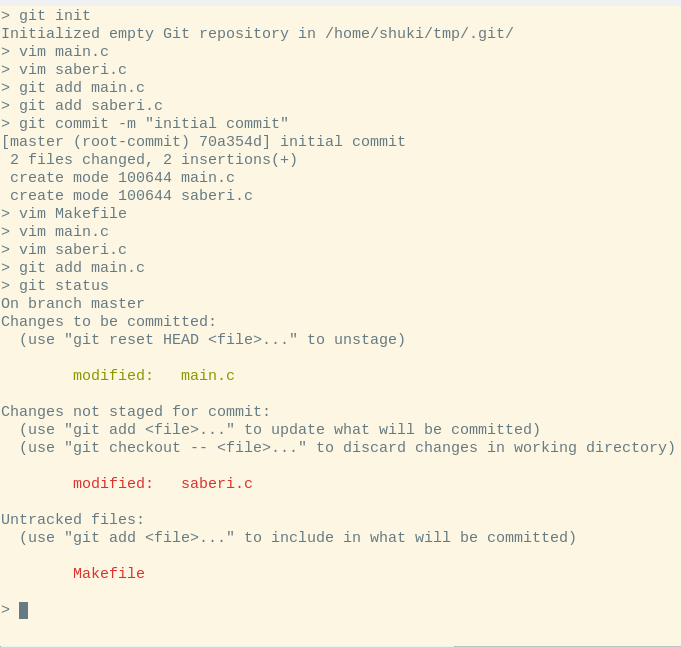 > git init
Initialized empty Git repository in /home/shuki/tmp/.git/
> vim main.c
> vim saberi.c
> git add main.c
> git add saberi.c
> git commit -m "initial commit"
[master (root-commit) 70a354d] initial commit
 2 files changed, 2 insertions(+)
 create mode 100644 main.c
 create mode 100644 saberi.c
> vim Makefile
> vim main.c
> vim saberi.c
> git add main.c
> git status
On branch master
Changes to be committed:
  (use "git reset HEAD <file>..." to unstage)
        modified:   main.c
Changes not staged for commit:
  (use "git add <file>..." to update what will be committed)
  (use "git checkout -- <file>..." to discard changes in working directory)
        modified:   saberi.c
Untracked files:
  (use "git add <file>..." to include in what will be committed)
        Makefile
>